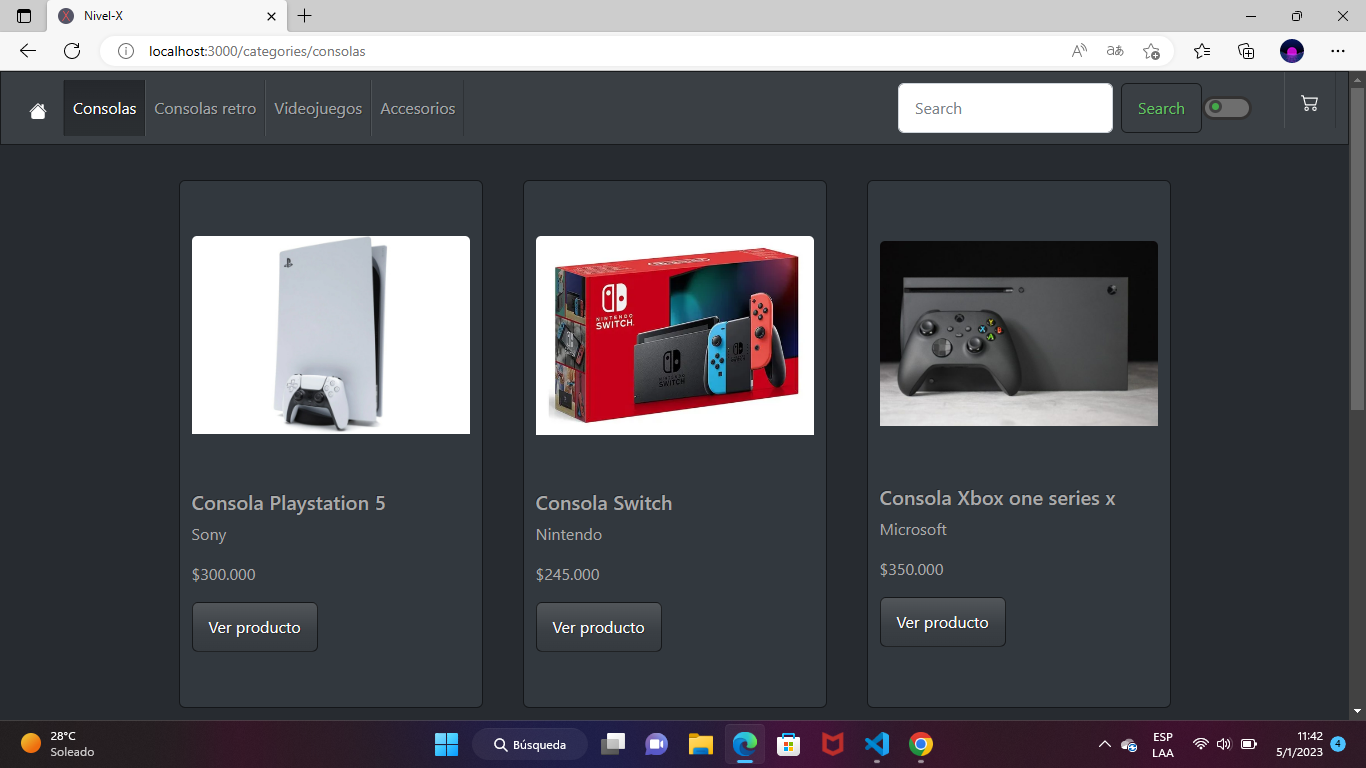 Nivel-X
localhost:3000/categories/consolas
Consolas
Consolas retro
Videojuegos
Accesorios
Search
Search
NINTENDO
SWITCH.
NINTENDO
SWITCH
X
Y
B
A
Consola Playstation 5
Sony
$300.000
Ver producto
Consola Switch
Nintendo
$245.000
Ver producto
Consola Xbox one series x
Microsoft
$350.000
Ver producto
28°C
Soleado
Búsqueda
ESP
LAA
11:42
5/1/2023
4